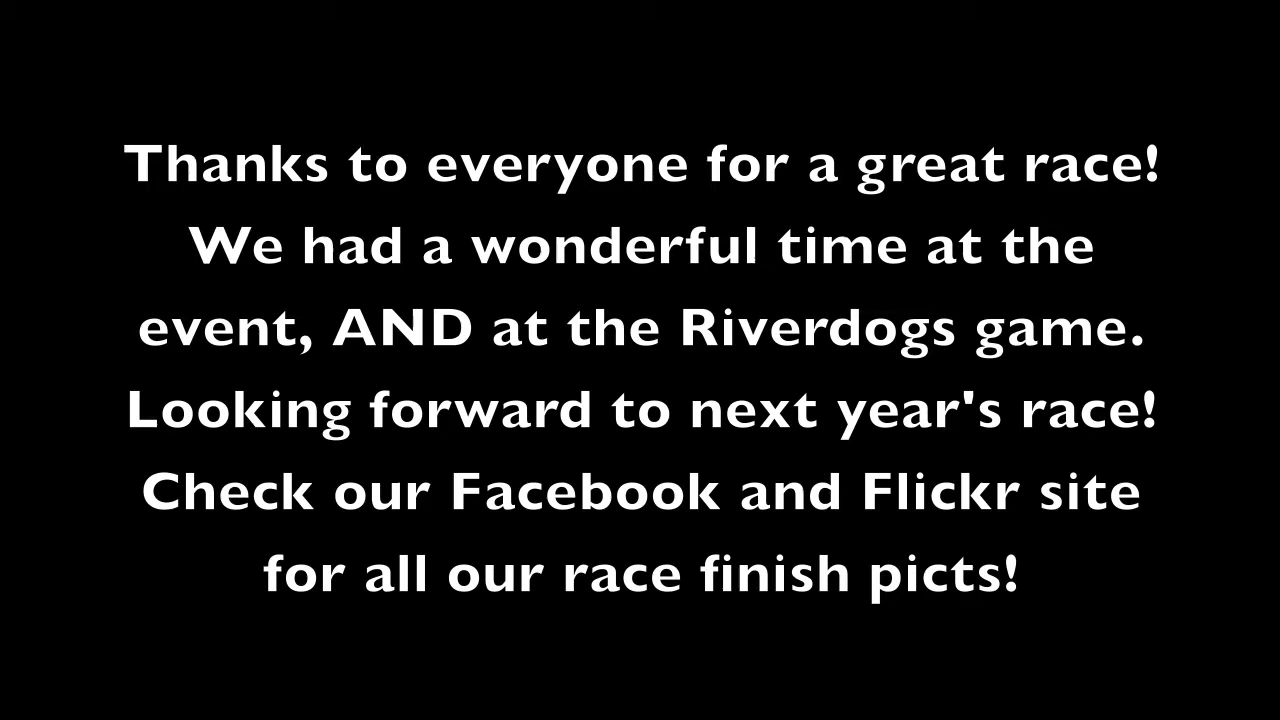 Thanks to everyone for a great race!
We had a wonderful time at the
event, AND at the Riverdogs game.
Looking forward to next year's race!
Check our Facebook and Flickr site
for all our race finish picts!